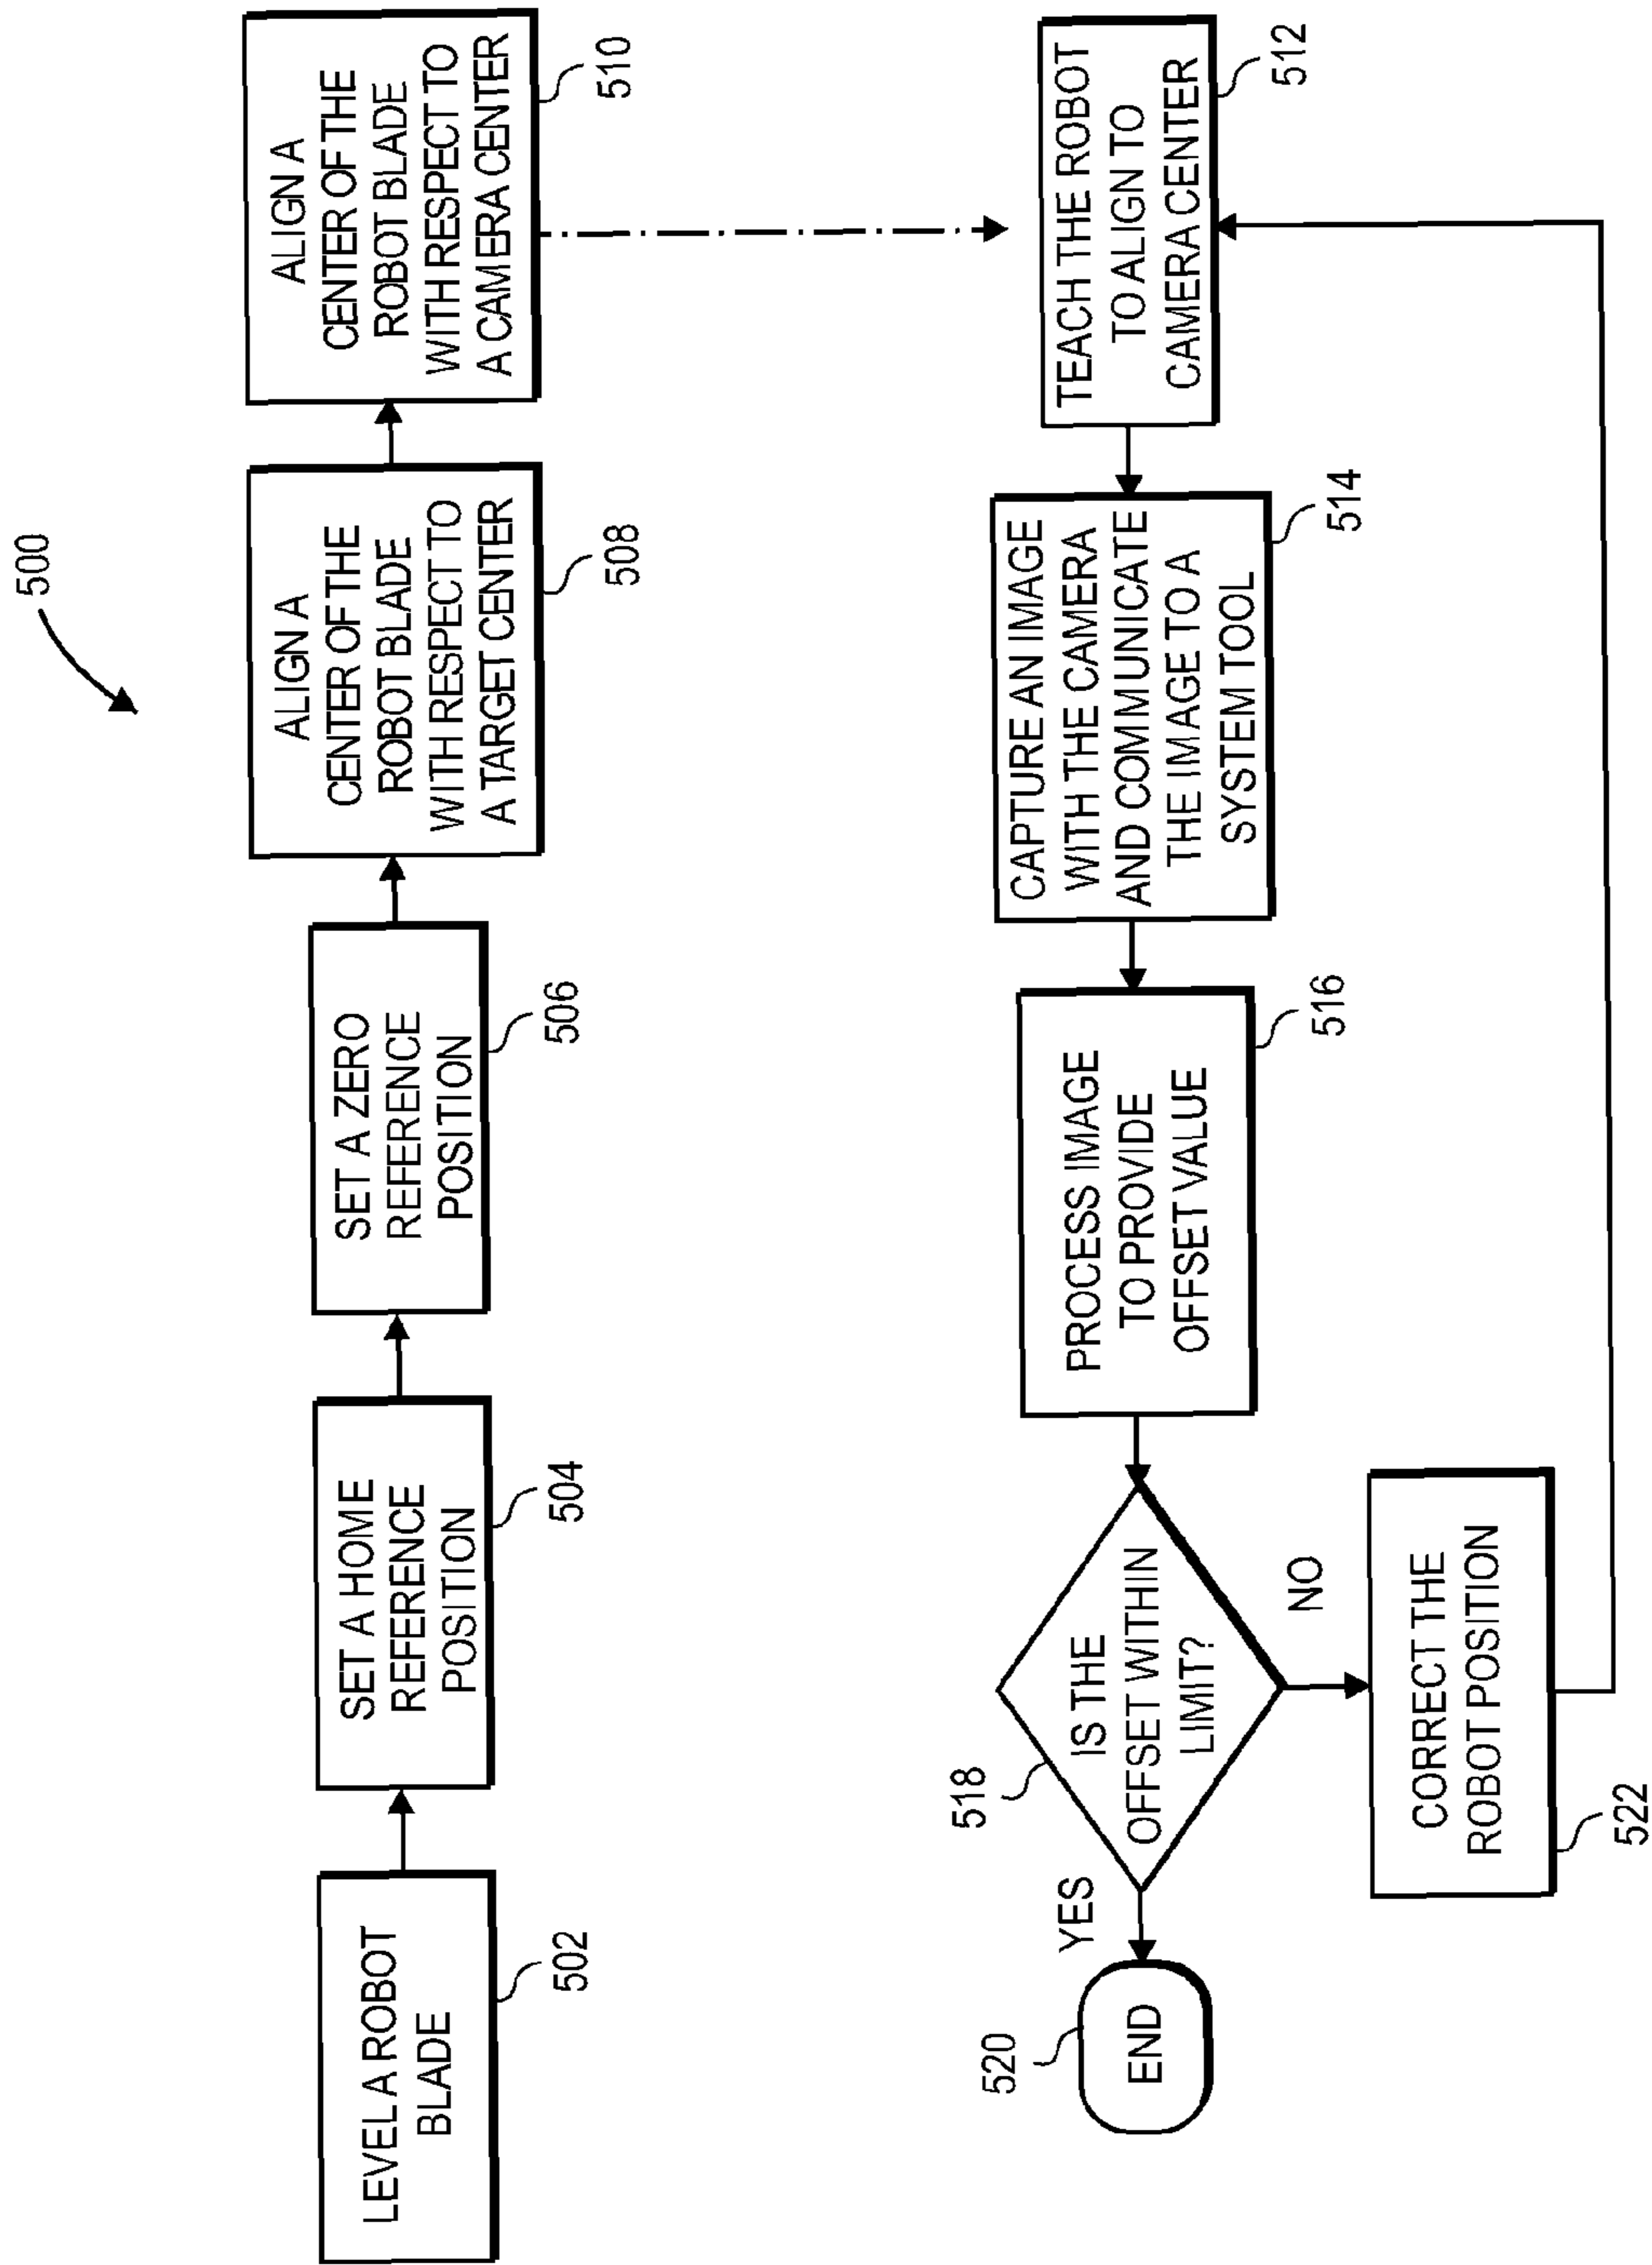 500
LEVEL A ROBOT
BLADE
502
SET A HOME
REFERENCE
POSITION
504
SET A ZERO
REFERENCE
POSITION
506
ALIGN A
CENTER OF THE
ROBOT BLADE
WITH RESPECT TO
A TARGET CENTER
508
ALIGN A
CENTER OF THE
ROBOT BLADE
WITH RESPECT TO
A CAMERA CENTER
510
TEACH THE ROBOT
TO ALIGN TO
CAMERA CENTER
512
CAPTURE AN IMAGE
WITH THE CAMERA
AND COMMUNICATE
THE IMAGE TO A
SYSTEM TOOL
514
PROCESS IMAGE
TO PROVIDE
OFFSET VALUE
516
IS THE
OFFSET WITHIN
LIMIT?
518
YES
END
520
NO
CORRECT THE
ROBOT POSITION
522